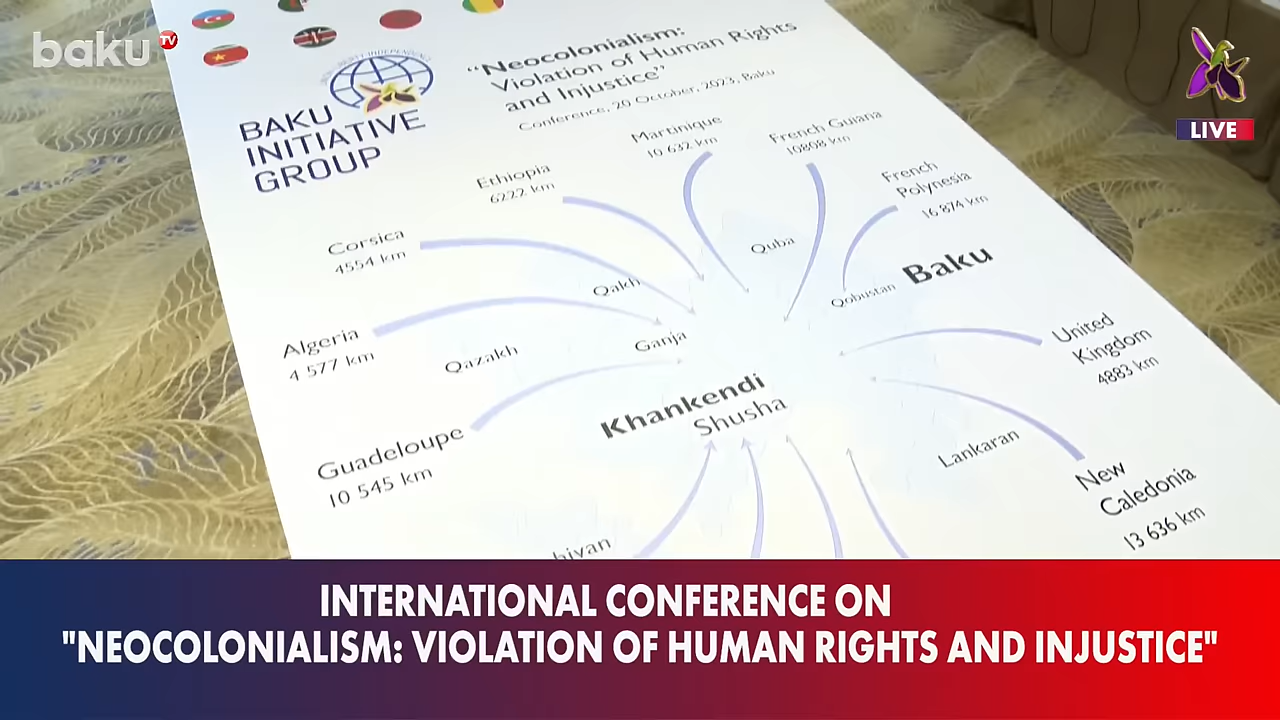 baku TV
LIVE
BAKU
INITIATIVE
GROUP
"Neocolonialism:
Violation of Human Rights
and Injustice"
Conference, 20 October, 2023, Baku
Martinique
10 632 km
French Guiana
10808 km
Ethiopia
6222 km
French
Polynesia
16 874 km
Corsica
4554 km
Quba
Baku
Qakh
Qobustan
Algeria
4 577 km
Qazakh
Ganja
United
Kingdom
4883 km
Khankendi
Shusha
Guadeloupe
10 545 km
Lankaran
New
Caledonia
13 636 km
INTERNATIONAL CONFERENCE ON
"NEOCOLONIALISM: VIOLATION OF HUMAN RIGHTS AND INJUSTICE"